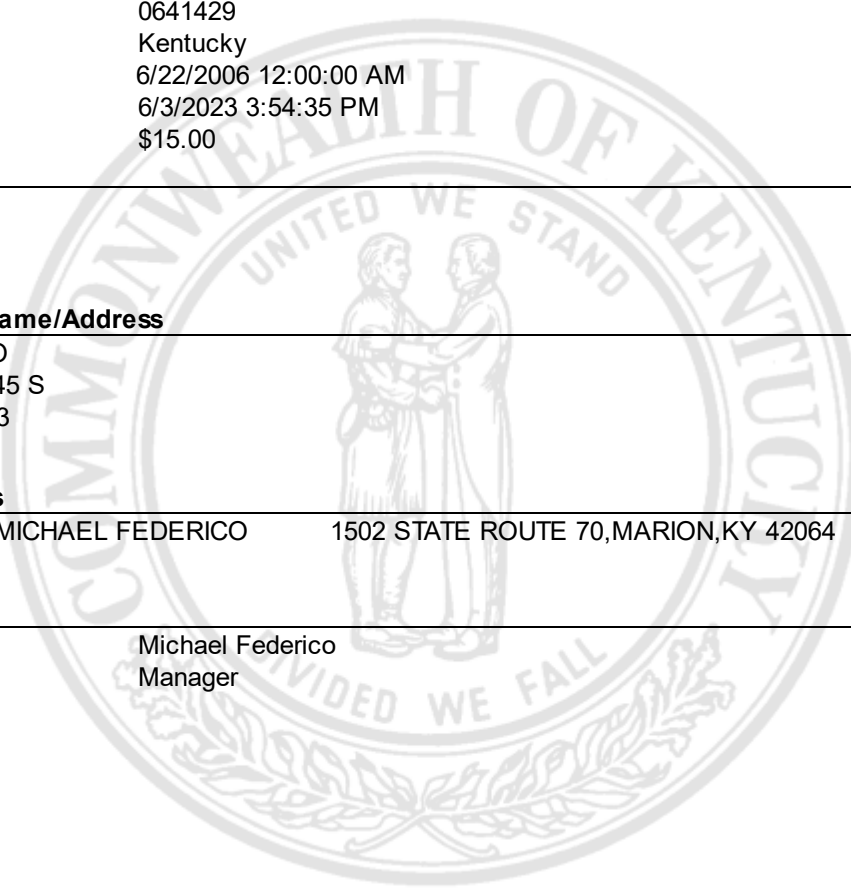 0641429
Kentucky
6/22/2006 12:00:00 AM
6/3/2023 3:54:35 PM
$15.00
COMMONWEALTH OF KENTUCKY
UNITED WE STAND
ame/Address
45 S
3
s
MICHAEL FEDERICO 1502 STATE ROUTE 70,MARION,KY 42064
Michael Federico
Manager
DIVIDED WE FALL